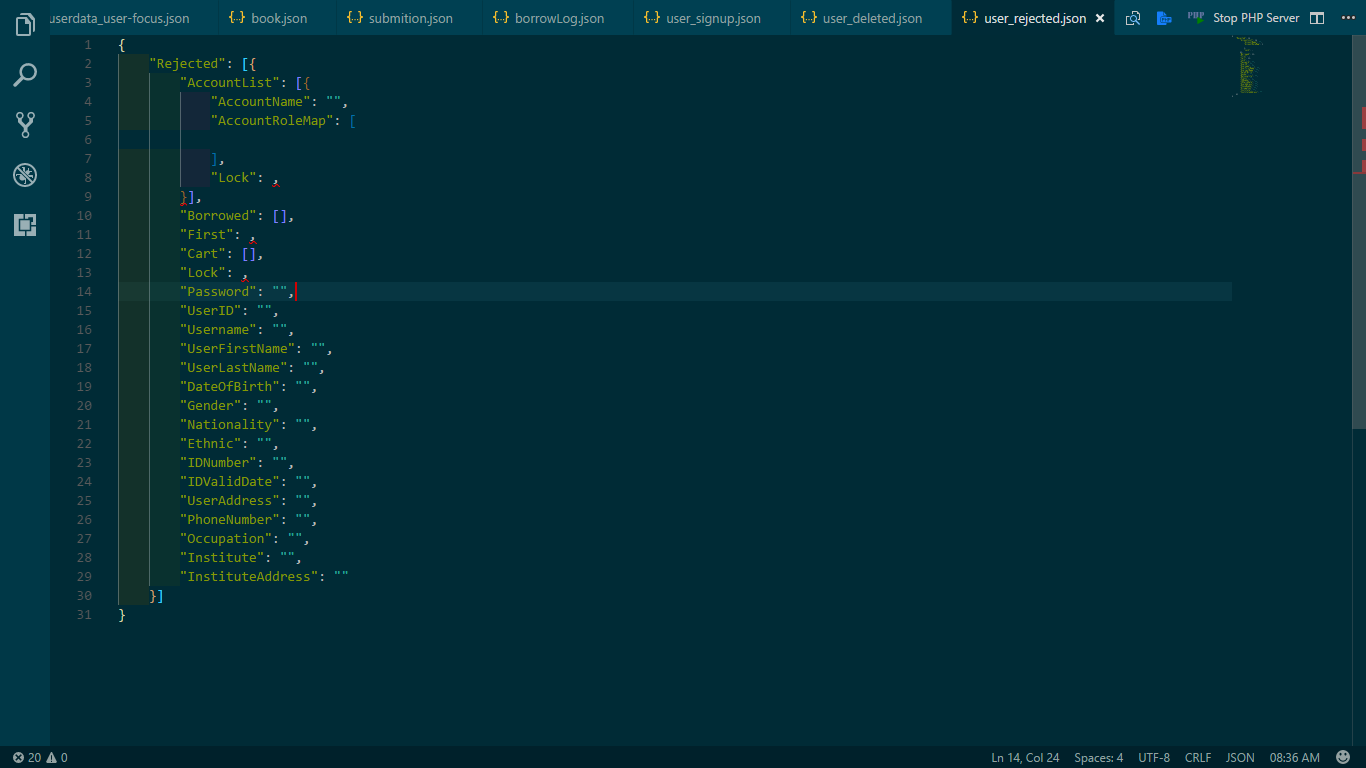 userdata_user-focus.json book.json submition.json borrowLog.json user_signup.json user_deleted.json user_rejected.json × PHP Stop PHP Server ...
1 {
2 "Rejected": [{
3 "AccountList": [{
4 "AccountName": "",
5 "AccountRoleMap": [
6
7 ],
8 "Lock": ,
9 }],
10 "Borrowed": [],
11 "First": ,
12 "Cart": [],
13 "Lock": ,
14 "Password": "",
15 "UserID": "",
16 "Username": "",
17 "UserFirstName": "",
18 "UserLastName": "",
19 "DateOfBirth": "",
20 "Gender": "",
21 "Nationality": "",
22 "Ethnic": "",
23 "IDNumber": "",
24 "IDValidDate": "",
25 "UserAddress": "",
26 "PhoneNumber": "",
27 "Occupation": "",
28 "Institute": "",
29 "InstituteAddress": ""
30 }]
31 }
20 0 Ln 14, Col 24 Spaces: 4 UTF-8 CRLF JSON 08:36 AM